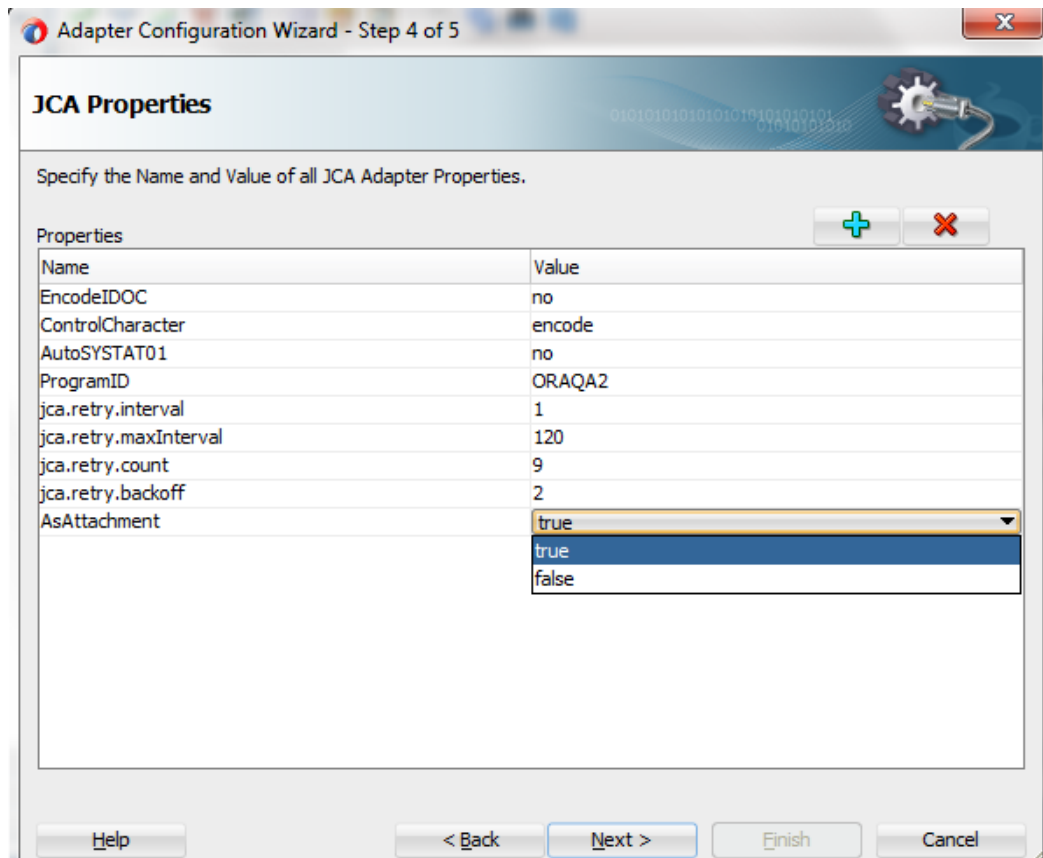 Adapter Configuration Wizard - Step 4 of 5
JCA Properties
Specify the Name and Value of all JCA Adapter Properties.
Properties
Name Value
EncodeIDOC no
ControlCharacter encode
AutoSYSTAT01 no
ProgramID ORAQA2
jca.retry.interval 1
jca.retry.maxInterval 120
jca.retry.count 9
jca.retry.backoff 2
AsAttachment true
true
false
Help < Back Next > Finish Cancel